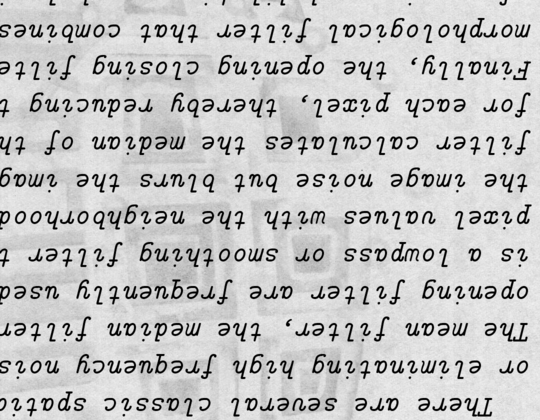 There are several classic spatia
or eliminating high frequency nois
The mean filter, the median filter
opening filter are frequently used
is a lowpass or smoothing filter t
pixel values with the neighborhood
the image noise but blurs the imag
filter calculates the median of th
for each pixel, thereby reducing t
Finally, the opening closing filte
morphological filter that combines